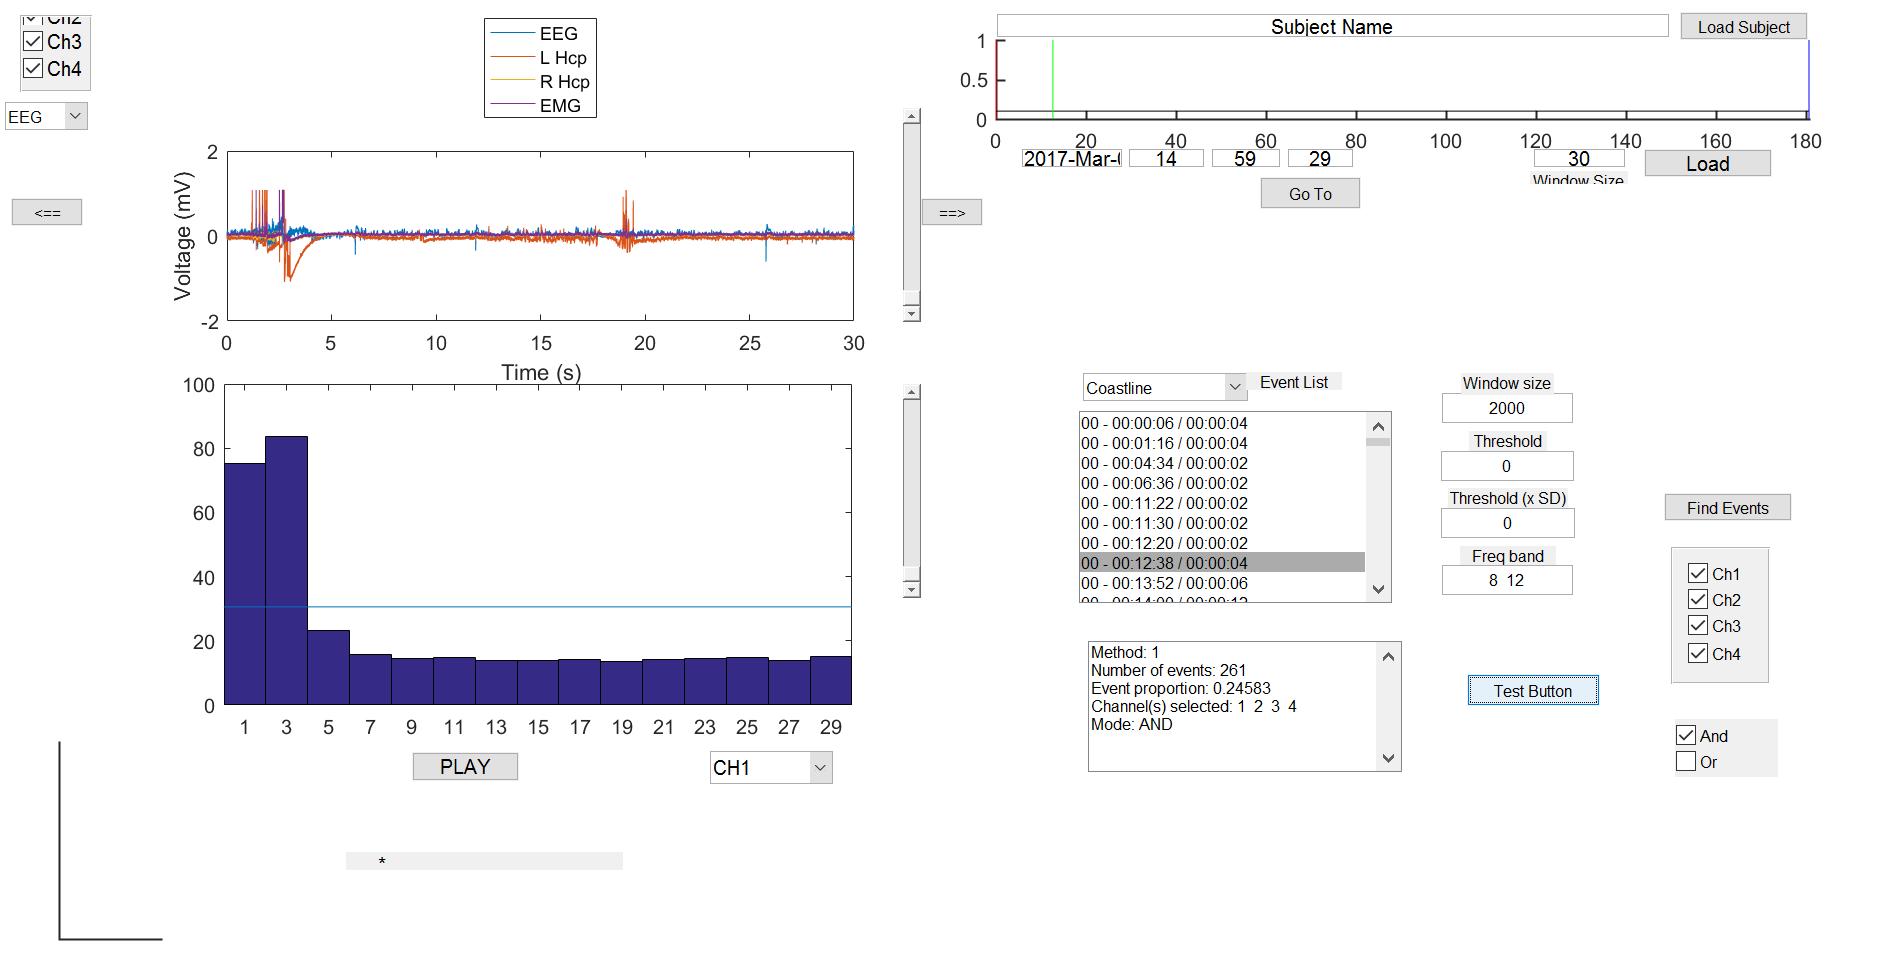 Ch2
Ch3
Ch4
EEG
<==
EEG
L Hcp
R Hcp
EMG
2
0
-2
Voltage (mV)
0 5 10 15 20 25 30
Time (s)
==>
100
80
60
40
20
0
1 3 5 7 9 11 13 15 17 19 21 23 25 27 29
PLAY
CH1
*
Subject Name
Load Subject
1
0.5
0
0 20 40 60 80 100 120 140 160 180
2017-Mar-0 14 59 29
30
Load
Window Size
Go To
Coastline
Event List
00 - 00:00:06 / 00:00:04
00 - 00:01:16 / 00:00:04
00 - 00:04:34 / 00:00:02
00 - 00:06:36 / 00:00:02
00 - 00:11:22 / 00:00:02
00 - 00:11:30 / 00:00:02
00 - 00:12:20 / 00:00:02
00 - 00:12:38 / 00:00:04
00 - 00:13:52 / 00:00:06
00 - 00:14:00 / 00:00:12
Window size
2000
Threshold
0
Threshold (x SD)
0
Freq band
8 12
Find Events
Ch1
Ch2
Ch3
Ch4
Method: 1
Number of events: 261
Event proportion: 0.24583
Channel(s) selected: 1 2 3 4
Mode: AND
Test Button
And
Or